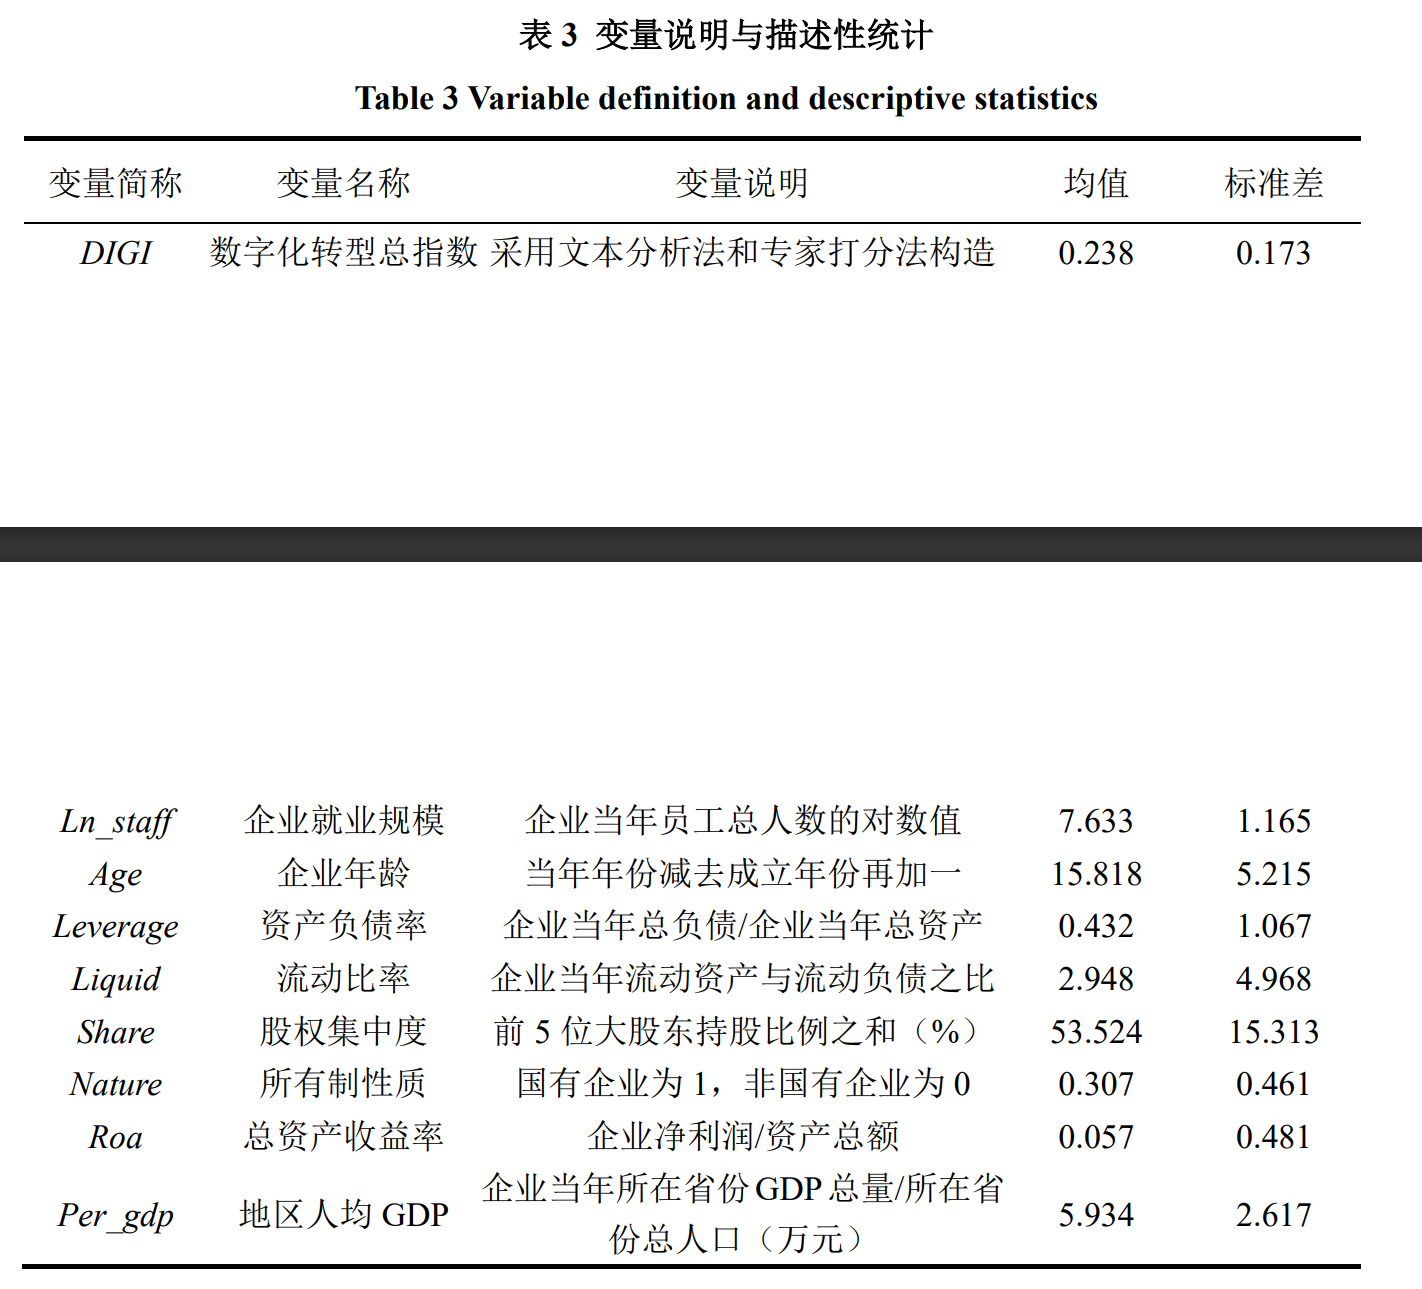 表 3 变量说明与描述性统计
Table 3 Variable definition and descriptive statistics
变量简称 变量名称 变量说明 均值 标准差
DIGI 数字化转型总指数 采用文本分析法和专家打分法构造 0.238 0.173
Ln_staff 企业就业规模 企业当年员工总人数的对数值 7.633 1.165
Age 企业年龄 当年年份减去成立年份再加一 15.818 5.215
Leverage 资产负债率 企业当年总负债/企业当年总资产 0.432 1.067
Liquid 流动比率 企业当年流动资产与流动负债之比 2.948 4.968
Share 股权集中度 前 5 位大股东持股比例之和（%） 53.524 15.313
Nature 所有制性质 国有企业为 1，非国有企业为 0 0.307 0.461
Roa 总资产收益率 企业净利润/资产总额 0.057 0.481
Per_gdp 地区人均 GDP 企业当年所在省份 GDP 总量/所在省 5.934 2.617
份总人口（万元）